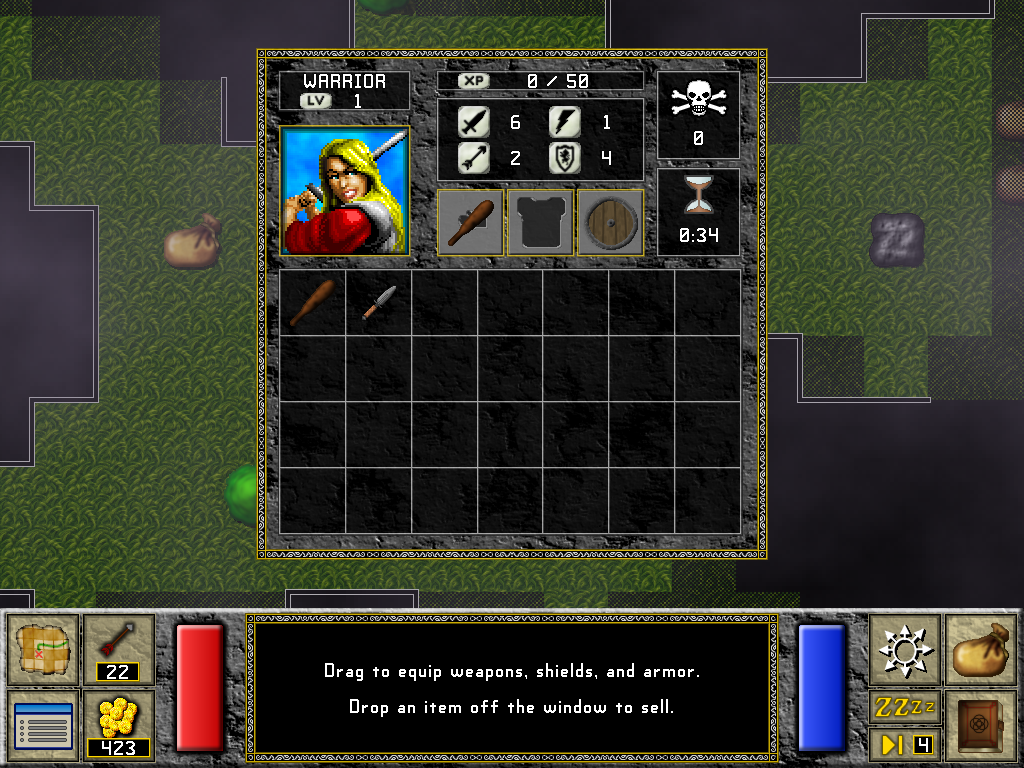 WARRIOR
LV 1
XP 0 / 50
6 1
2 4
0
0:34
22
423
Drag to equip weapons, shields, and armor.
Drop an item off the window to sell.
ZZZZ
4